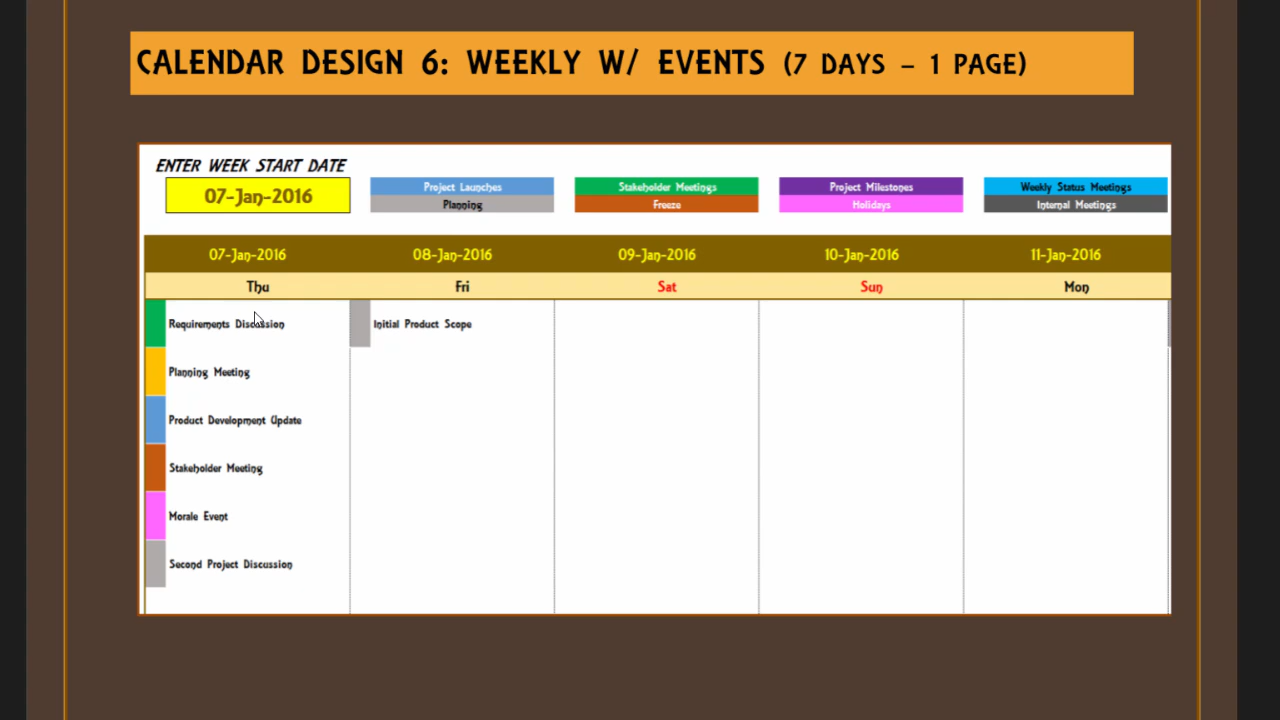 CALENDAR DESIGN 6: WEEKLY W/ EVENTS (7 DAYS – 1 PAGE)
ENTER WEEK START DATE
07-Jan-2016
Project Launches
Stakeholder Meetings
Project Milestones
Weekly Status Meetings
Planning
Freeze
Holidays
Internal Meetings
07-Jan-2016 08-Jan-2016 09-Jan-2016 10-Jan-2016 11-Jan-2016
Thu Fri Sat Sun Mon
Requirements Discussion Initial Product Scope
Planning Meeting
Product Development Update
Stakeholder Meeting
Morale Event
Second Project Discussion